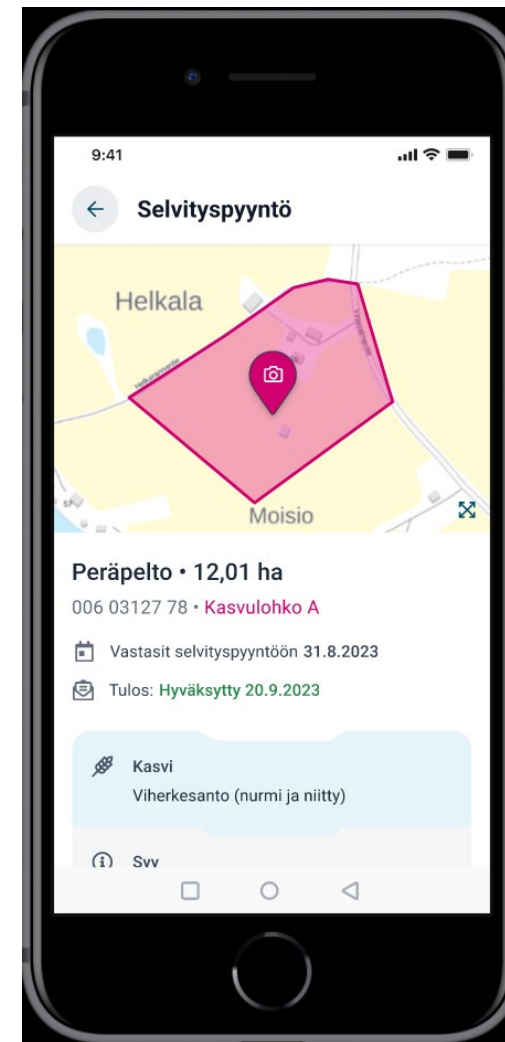 9:41
Selvityspyyntö
Helkala
Moisio
57
Peräpelto • 12,01 ha
006 03127 78 • Kasvulohko A
Vastasit selvityspyyntöön 31.8.2023
Tulos: Hyväksytty 20.9.2023
Kasvi
Viherkesanto (nurmi ja niitty)
Syy